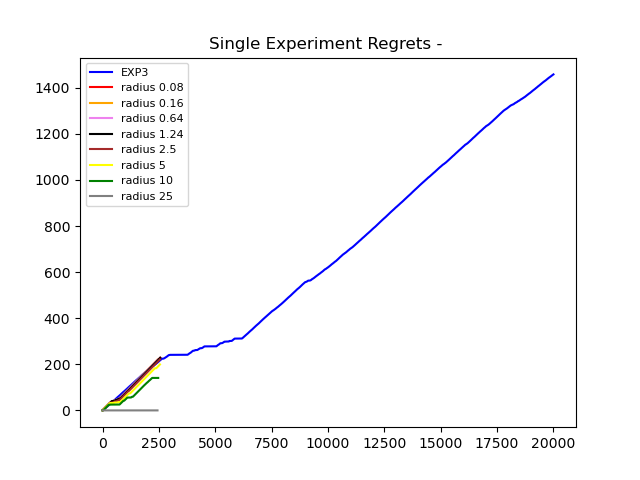 Single Experiment Regrets -
EXP3
radius 0.08
radius 0.16
radius 0.64
radius 1.24
radius 2.5
radius 5
radius 10
radius 25
1400
1200
1000
800
600
400
200
0
0 2500 5000 7500 10000 12500 15000 17500 20000